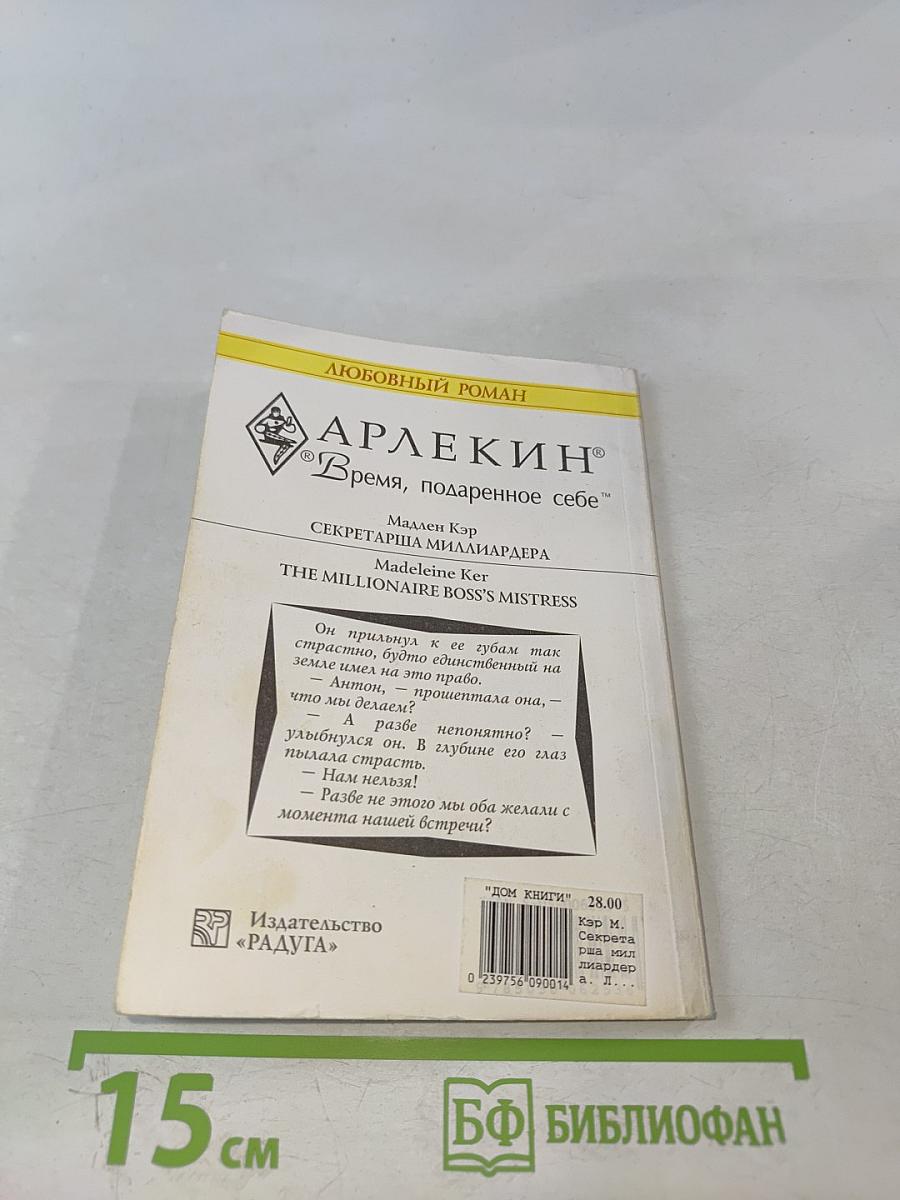 ЛЮБОВНЫЙ РОМАН
АРЛЕКИН®
® Время, подаренное себе™
Мадлен Кэр
СЕКРЕТАРША МИЛЛИАРДЕРА
Madeleine Ker
THE MILLIONAIRE BOSS'S MISTRESS
Он прильнул к ее губам так
страстно, будто единственный на
земле имел на это право.
— Антон, — прошептала она, —
что мы делаем?
— А разве непонятно? —
улыбнулся он. В глубине его глаз
пылала страсть.
— Нам нельзя!
— Разве не этого мы оба желали с
момента нашей встречи?
Издательство
«РАДУГА»
"ДОМ КНИГИ" 28.00
Кэр М.
Секрета
рша мил
лиардер
а. Л...
0 239756 090014
15 см
БФ БИБЛИОФАН